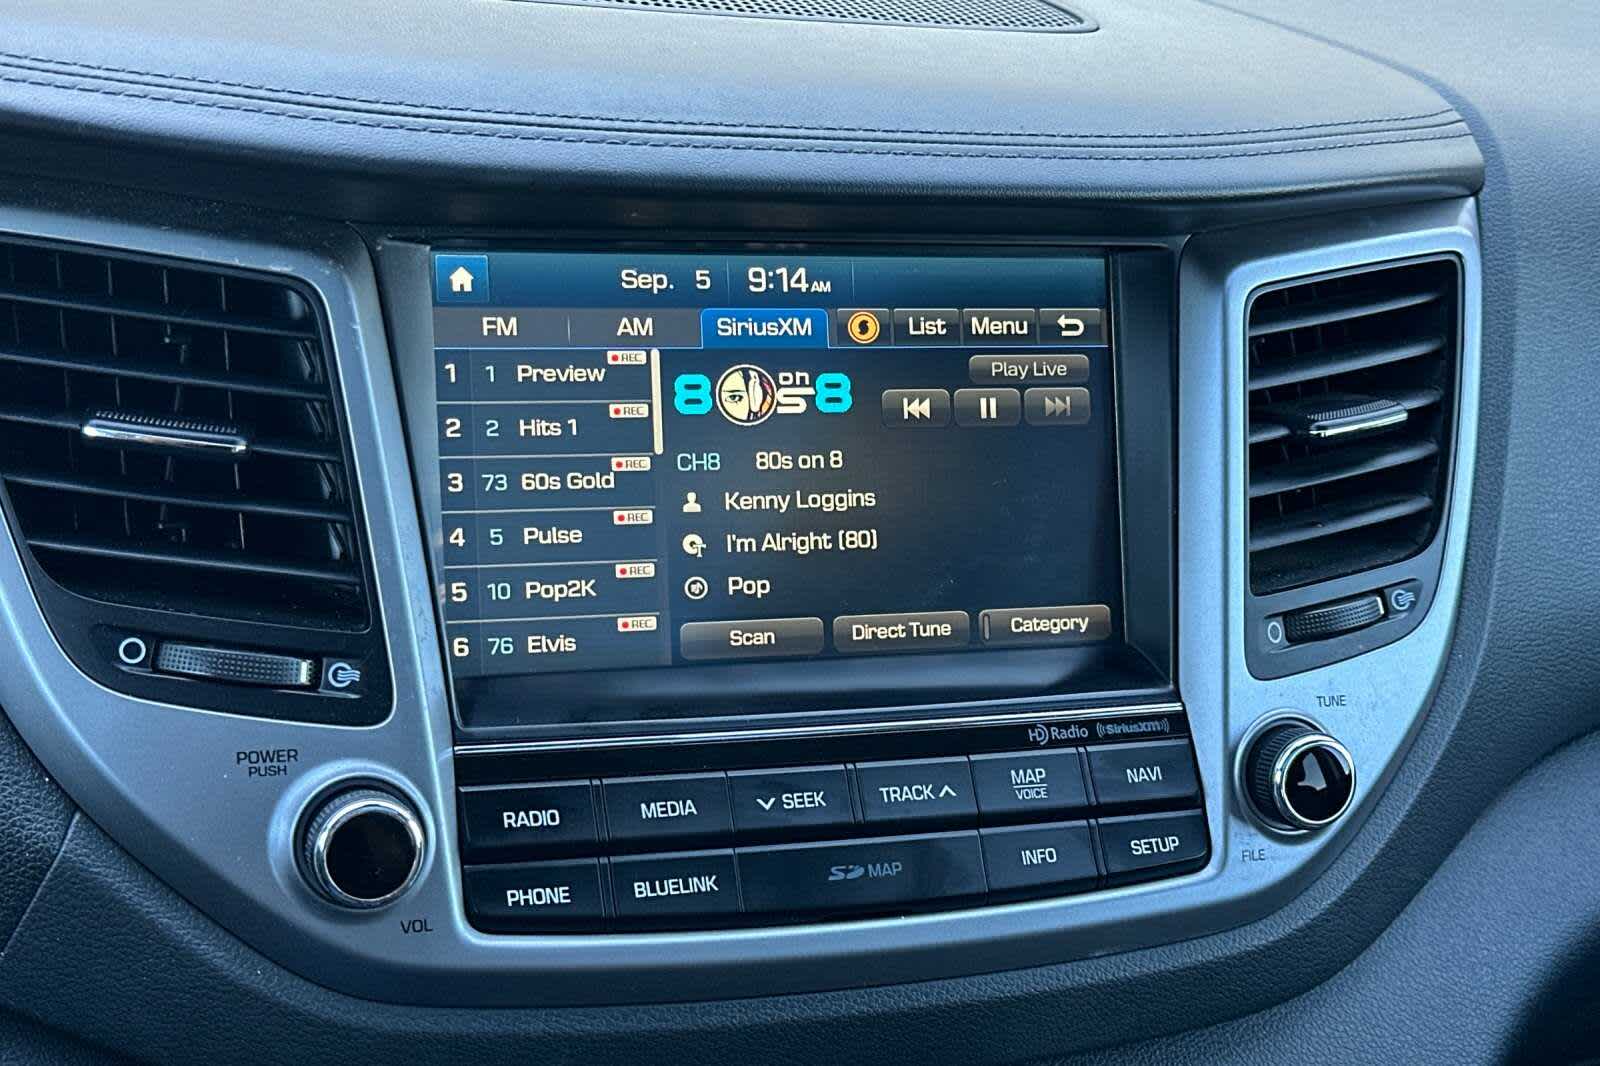 Sep. 5 9:14AM
FM AM SiriusXM List Menu
1 1 Preview REC
2 2 Hits 1 REC
3 73 60s Gold REC
4 5 Pulse REC
5 10 Pop2K REC
6 76 Elvis REC
80s on 8
Play Live
CH8 80s on 8
Kenny Loggins
I'm Alright (80)
Pop
Scan Direct Tune Category
HD Radio SiriusXM
POWER
PUSH
VOL
TUNE
FILE
RADIO MEDIA SEEK TRACK MAP
VOICE
NAVI
PHONE BLUELINK SD MAP INFO SETUP